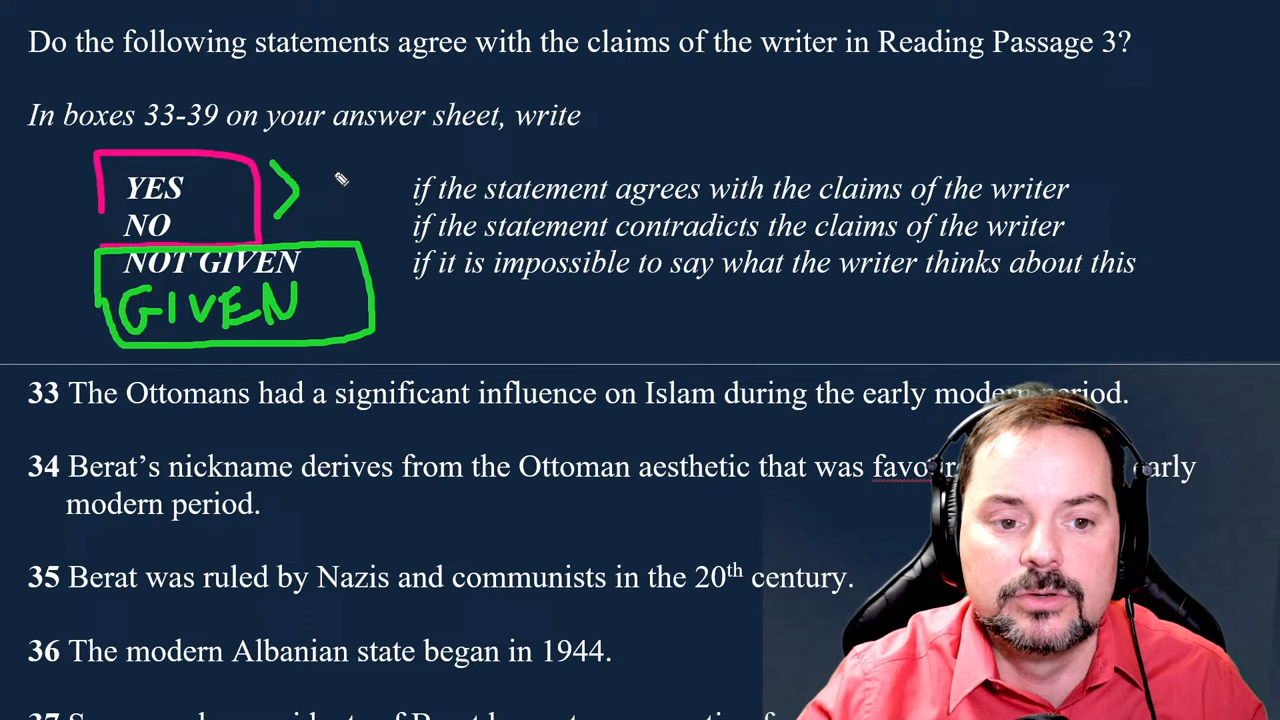 Do the following statements agree with the claims of the writer in Reading Passage 3?
In boxes 33-39 on your answer sheet, write
YES if the statement agrees with the claims of the writer
NO if the statement contradicts the claims of the writer
NOT GIVEN if it is impossible to say what the writer thinks about this
GIVEN
33 The Ottomans had a significant influence on Islam during the early modern period.
34 Berat's nickname derives from the Ottoman aesthetic that was early
modern period.
35 Berat was ruled by Nazis and communists in the 20th century.
36 The modern Albanian state began in 1944.
37